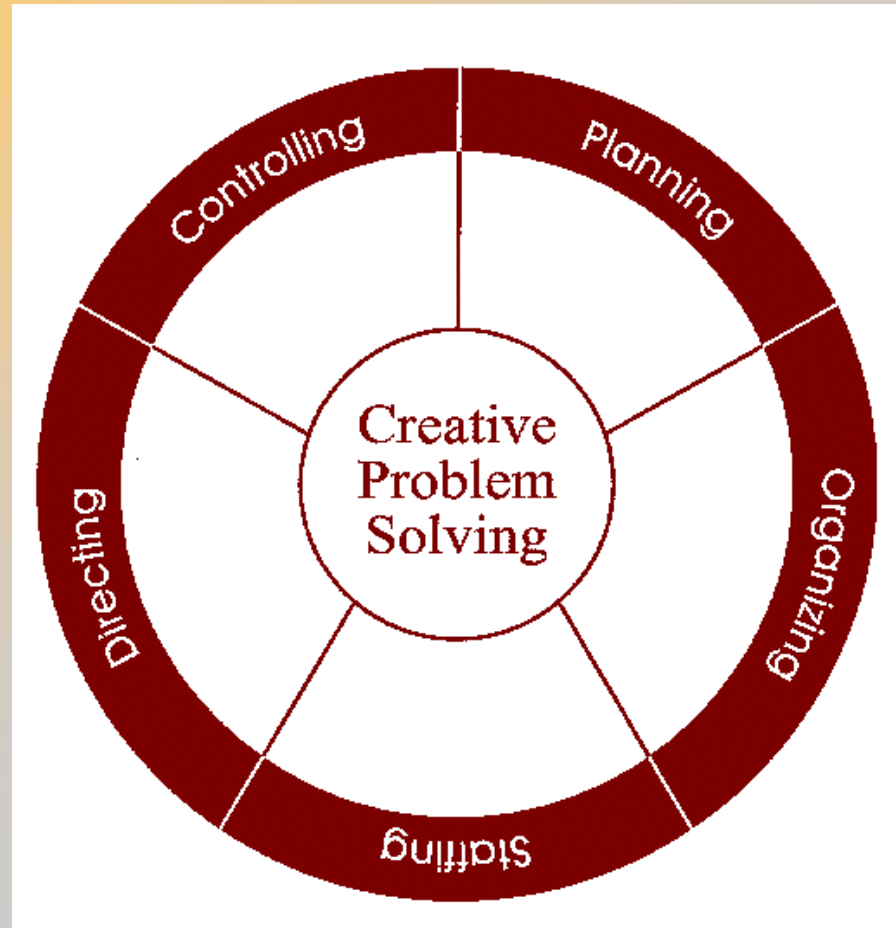 Planning
Organizing
Staffing
Directing
Controlling
Creative
Problem
Solving